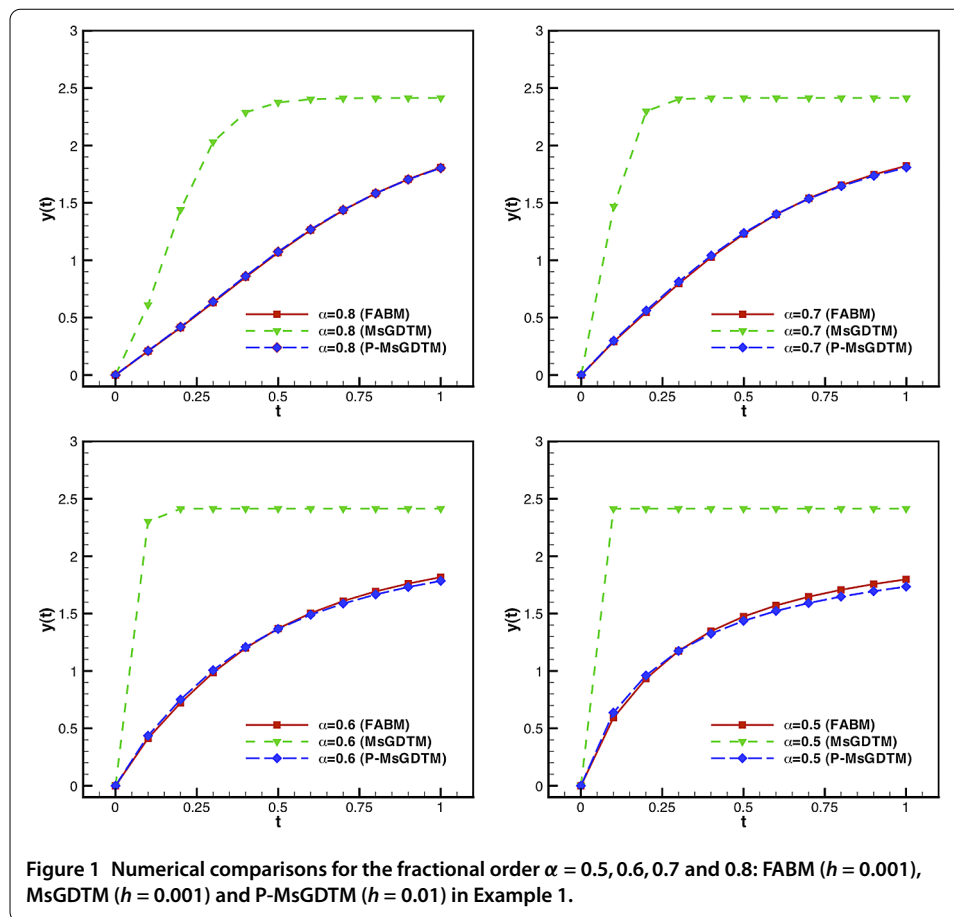 3
2.5
2
1.5
1
0.5
0
y(t)
α=0.8 (FABM)
α=0.8 (MsGDTM)
α=0.8 (P-MsGDTM)
0 0.25 0.5 0.75 1
t
3
2.5
2
1.5
1
0.5
0
y(t)
α=0.7 (FABM)
α=0.7 (MsGDTM)
α=0.7 (P-MsGDTM)
0 0.25 0.5 0.75 1
t
3
2.5
2
1.5
1
0.5
0
y(t)
α=0.6 (FABM)
α=0.6 (MsGDTM)
α=0.6 (P-MsGDTM)
0 0.25 0.5 0.75 1
t
3
2.5
2
1.5
1
0.5
0
y(t)
α=0.5 (FABM)
α=0.5 (MsGDTM)
α=0.5 (P-MsGDTM)
0 0.25 0.5 0.75 1
t
Figure 1 Numerical comparisons for the fractional order α = 0.5, 0.6, 0.7 and 0.8: FABM (h = 0.001),
MsGDTM (h = 0.001) and P-MsGDTM (h = 0.01) in Example 1.